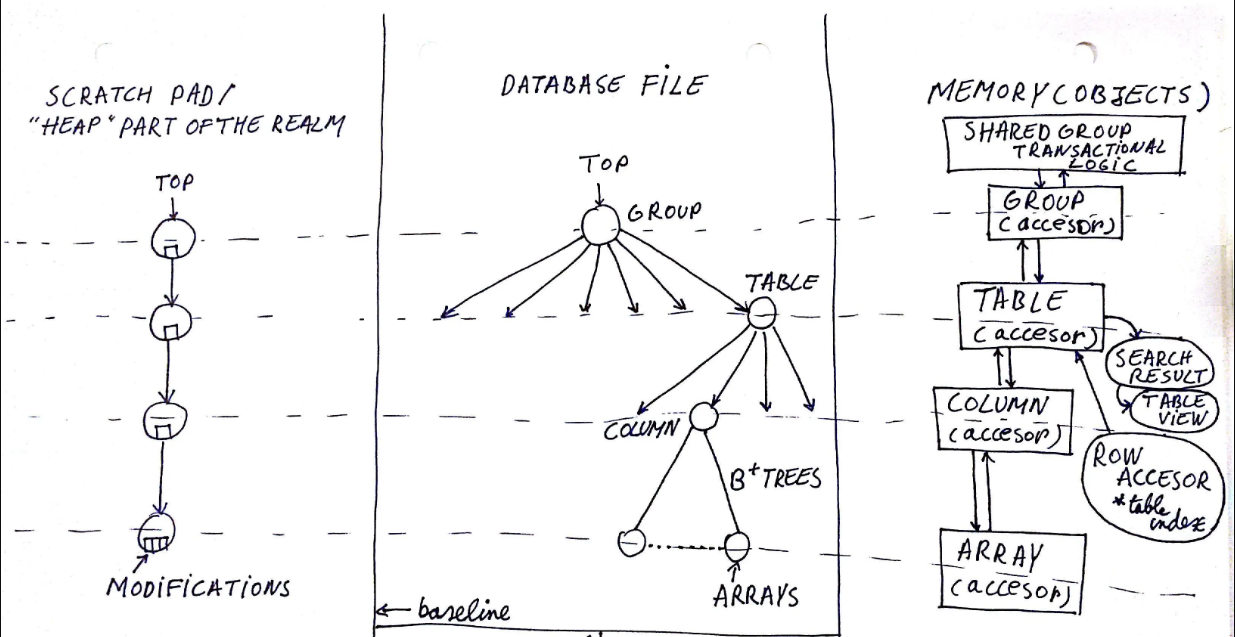 SCRATCH PAD/
"HEAP" PART OF THE REALM
TOP
MODIFICATIONS
DATABASE FILE
TOP
GROUP
TABLE
COLUMN
B+ TREES
ARRAYS
baseline
MEMORY (OBJECTS)
SHARED GROUP
TRANSACTIONAL
LOGIC
GROUP
(accesor)
TABLE
(accesor)
SEARCH
RESULT
TABLE
VIEW
COLUMN
(accesor)
ROW
ACCESOR
*table
index
ARRAY
(accesor)